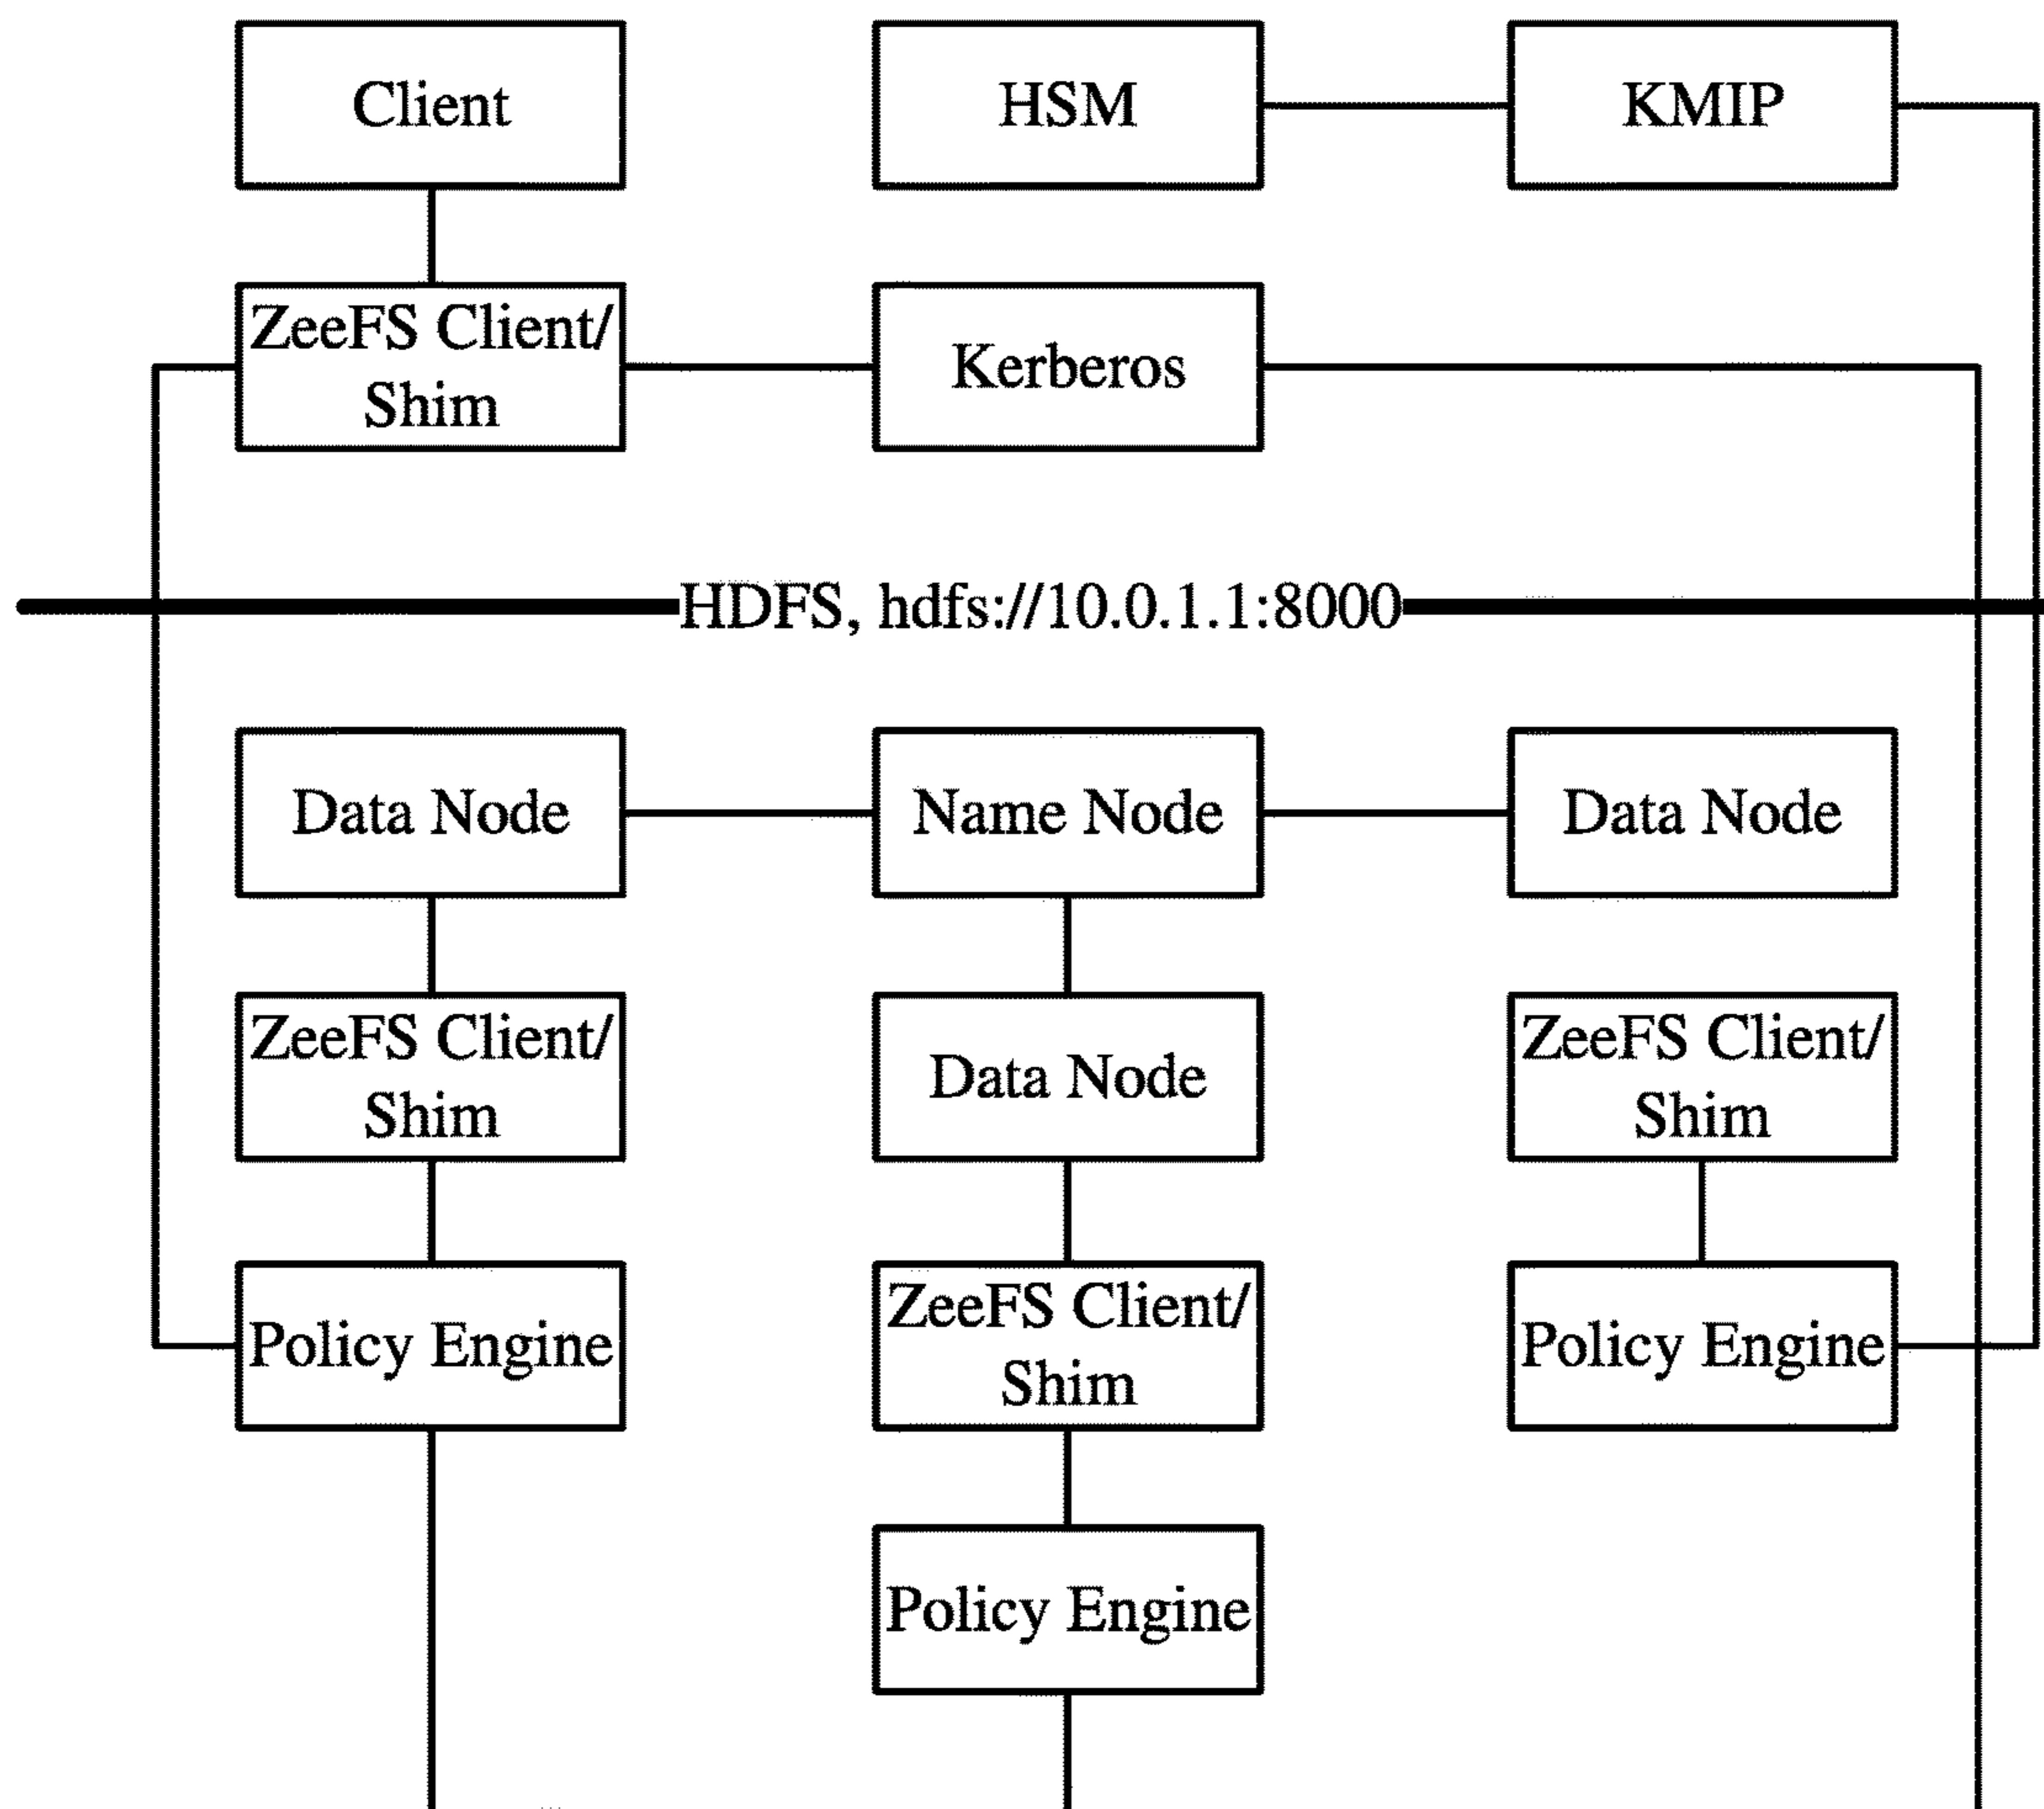 Client
HSM
KMIP
ZeeFS Client/
Shim
Kerberos
HDFS, hdfs://10.0.1.1:8000
Data Node
Name Node
Data Node
ZeeFS Client/
Shim
Data Node
ZeeFS Client/
Shim
Policy Engine
ZeeFS Client/
Shim
Policy Engine
Policy Engine